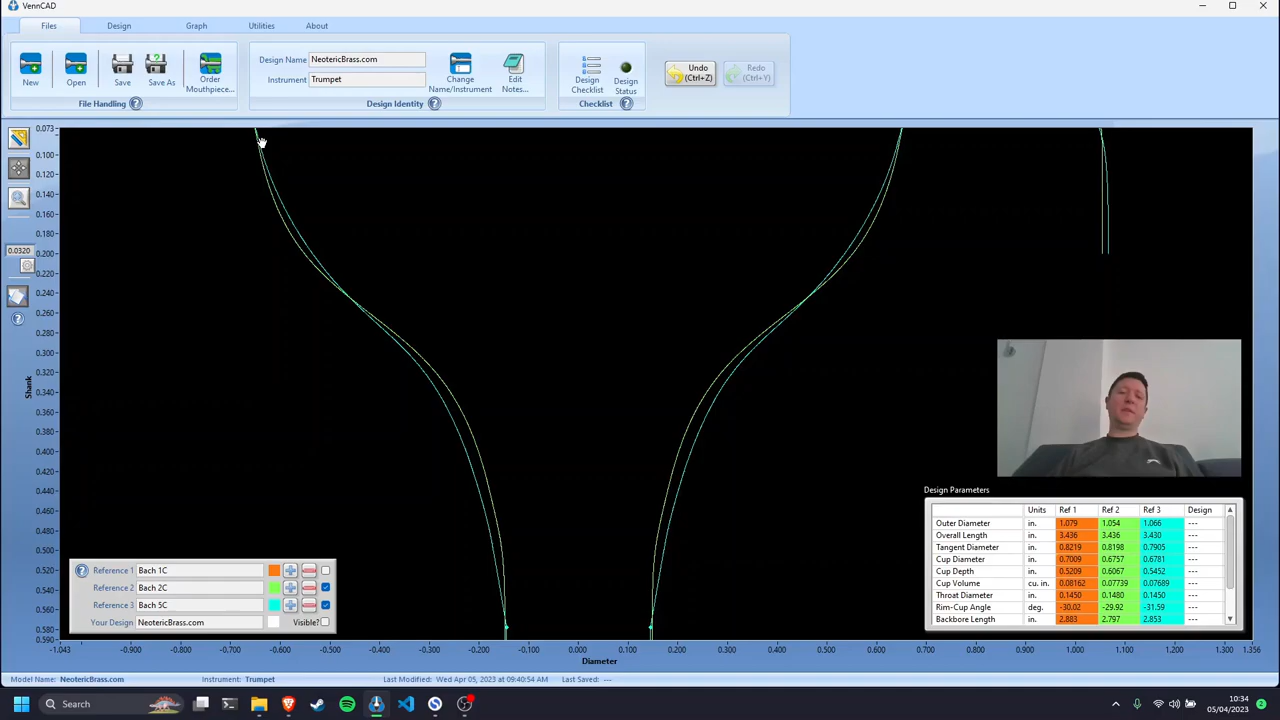 VennCAD
Files Design Graph Utilities About
New Open Save Save As Order Mouthpiece...
File Handling
Design Name NeotericBrass.com
Instrument Trumpet
Change Name/Instrument Edit Notes...
Design Identity
Design Checklist Design Status
Checklist
Undo (Ctrl+Z) Redo (Ctrl+Y)
0.073
0.100
0.120
0.140
0.160
0.180
0.0320 0.200
0.220
0.240
0.260
0.280
0.300
0.320
0.340
0.360
0.380
0.400
0.420
0.440
0.460
0.480
0.500
0.520
0.540
0.560
0.580
0.590
Shank
-1.043 -0.900 -0.800 -0.700 -0.600 -0.500 -0.400 -0.300 -0.200 -0.100 0.000 0.100 0.200 0.300 0.400 0.500 0.600 0.700 0.800 0.900 1.000 1.100 1.200 1.356
Diameter
Reference 1 Bach 1C
Reference 2 Bach 2C
Reference 3 Bach 5C
Your Design NeotericBrass.com Visible?
Design Parameters
Units Ref 1 Ref 2 Ref 3 Design
Outer Diameter in. 1.079 1.054 1.066 ---
Overall Length in. 3.436 3.436 3.430 ---
Tangent Diameter in. 0.8219 0.8198 0.7905 ---
Cup Diameter in. 0.7009 0.6757 0.6781 ---
Cup Depth in. 0.5209 0.6067 0.5452 ---
Cup Volume cu. in. 0.08162 0.07739 0.07689 ---
Throat Diameter in. 0.1450 0.1480 0.1450 ---
Rim-Cup Angle deg. -30.02 -29.92 -31.59 ---
Backbore Length in. 2.883 2.797 2.853 ---
Model Name: NeotericBrass.com Instrument: Trumpet Last Modified: Wed Apr 05, 2023 at 09:40:54 AM Last Saved: ---
Search
10:34
05/04/2023
2